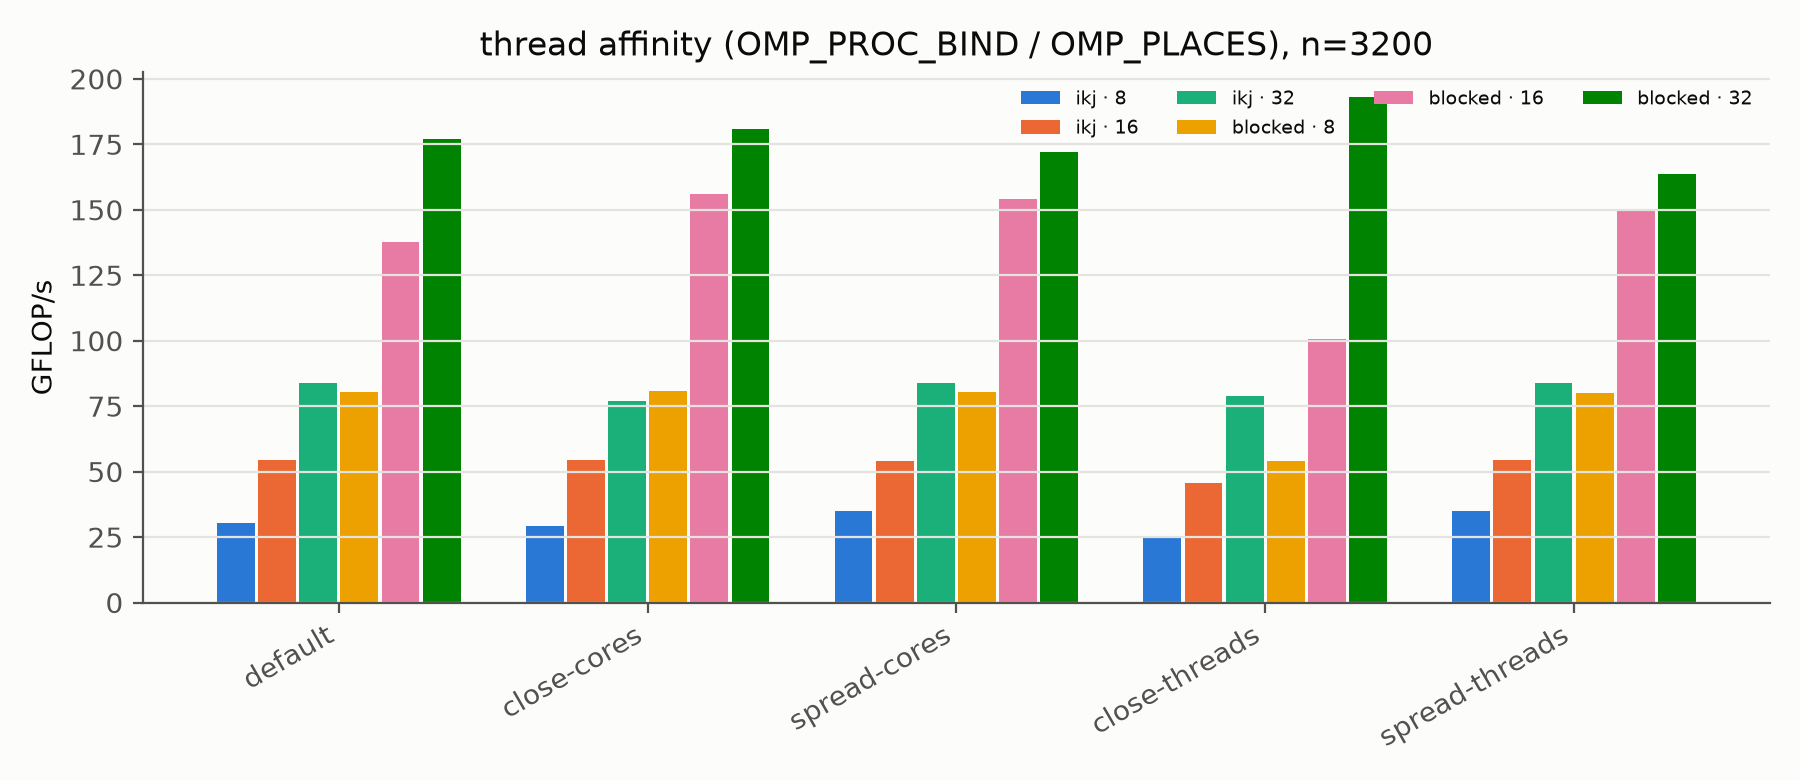 thread affinity (OMP_PROC_BIND / OMP_PLACES), n=3200
ikj · 8
ikj · 16
ikj · 32
blocked · 8
blocked · 16
blocked · 32
GFLOP/s
200
175
150
125
100
75
50
25
0
default
close-cores
spread-cores
close-threads
spread-threads